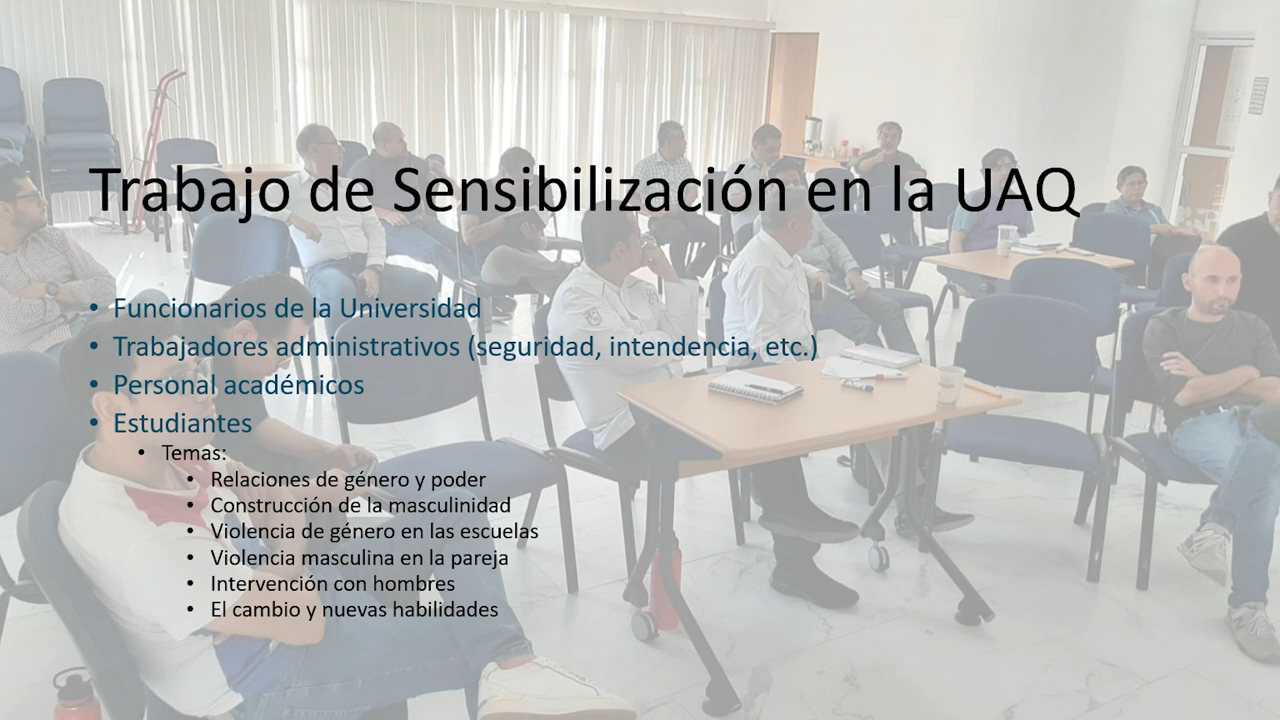 Trabajo de Sensibilización en la UAQ
• Funcionarios de la Universidad
• Trabajadores administrativos (seguridad, intendencia, etc.)
• Personal académicos
• Estudiantes
• Temas:
• Relaciones de género y poder
• Construcción de la masculinidad
• Violencia de género en las escuelas
• Violencia masculina en la pareja
• Intervención con hombres
• El cambio y nuevas habilidades